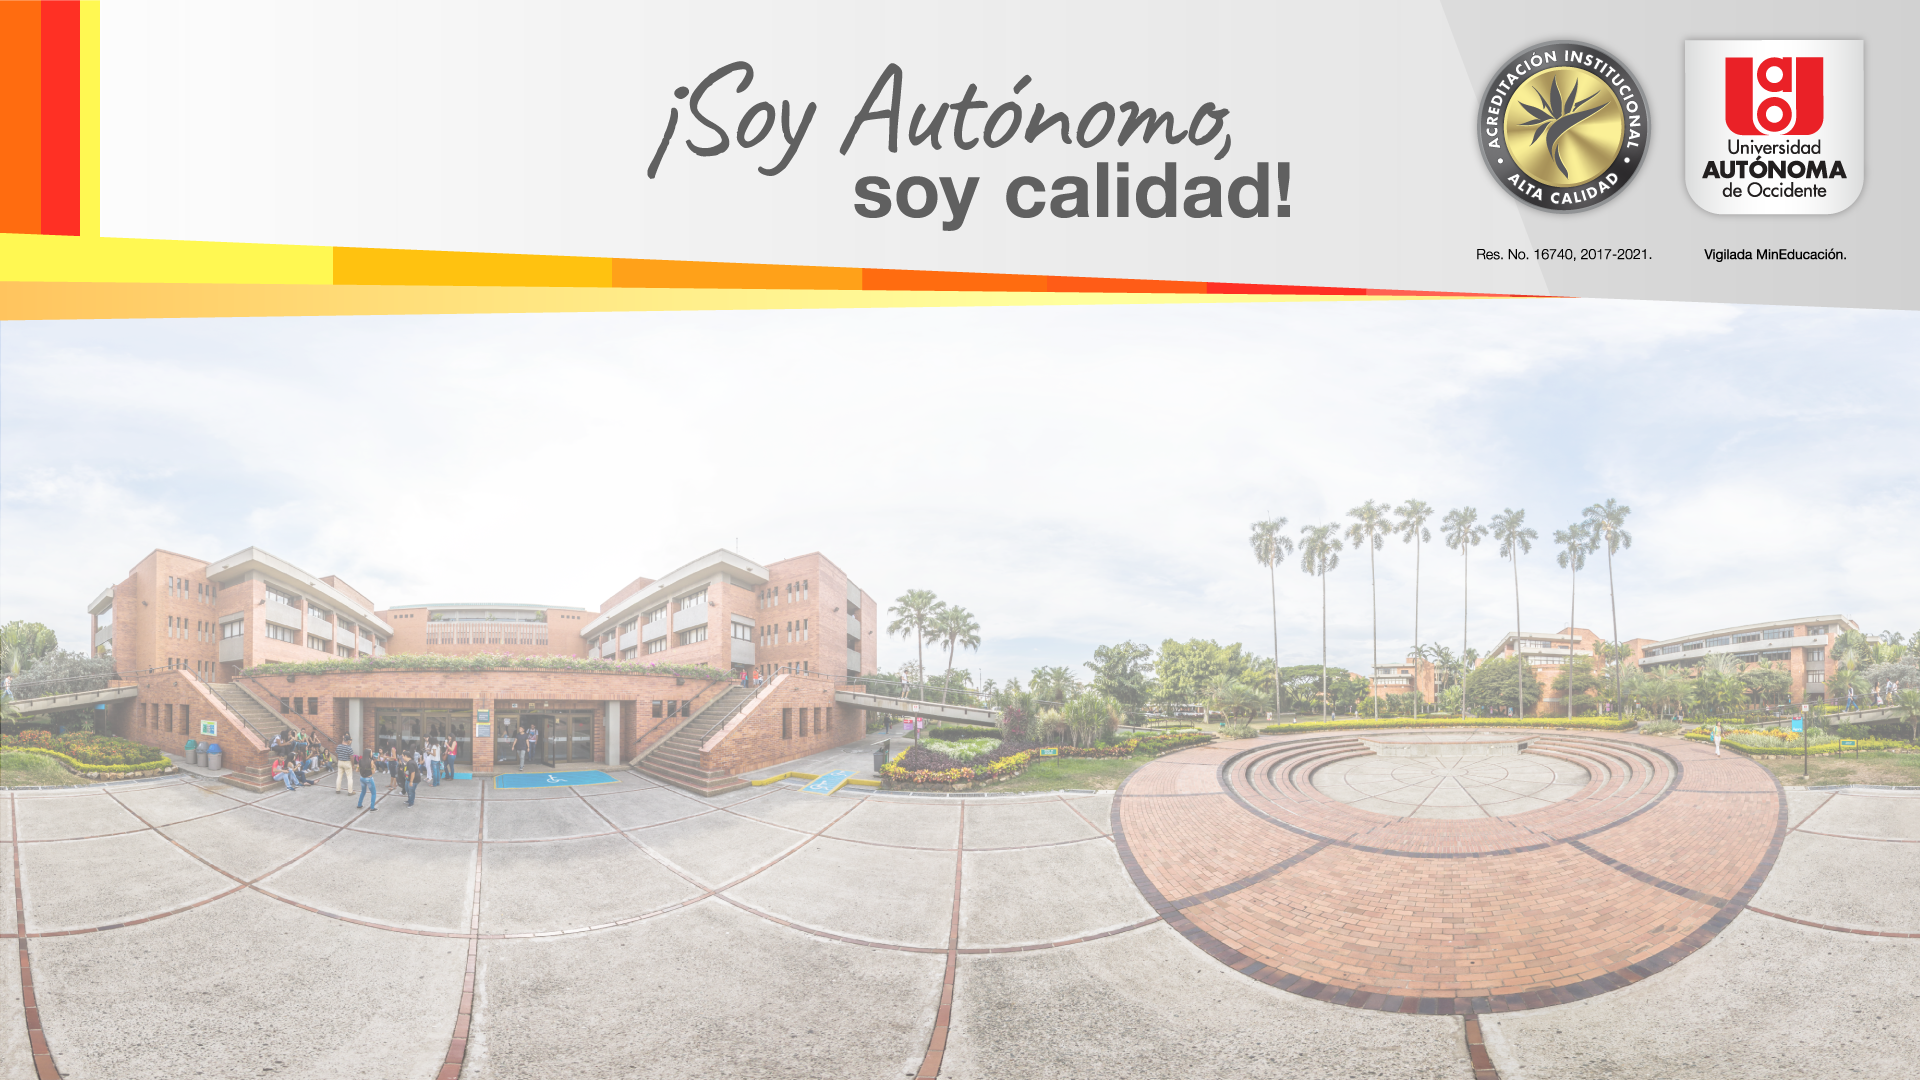 ¡Soy Autónomo,
soy calidad!
ACREDITACIÓN INSTITUCIONAL
• ALTA CALIDAD •
uao
Universidad
AUTÓNOMA
de Occidente
Res. No. 16740, 2017-2021.
Vigilada MinEducación.